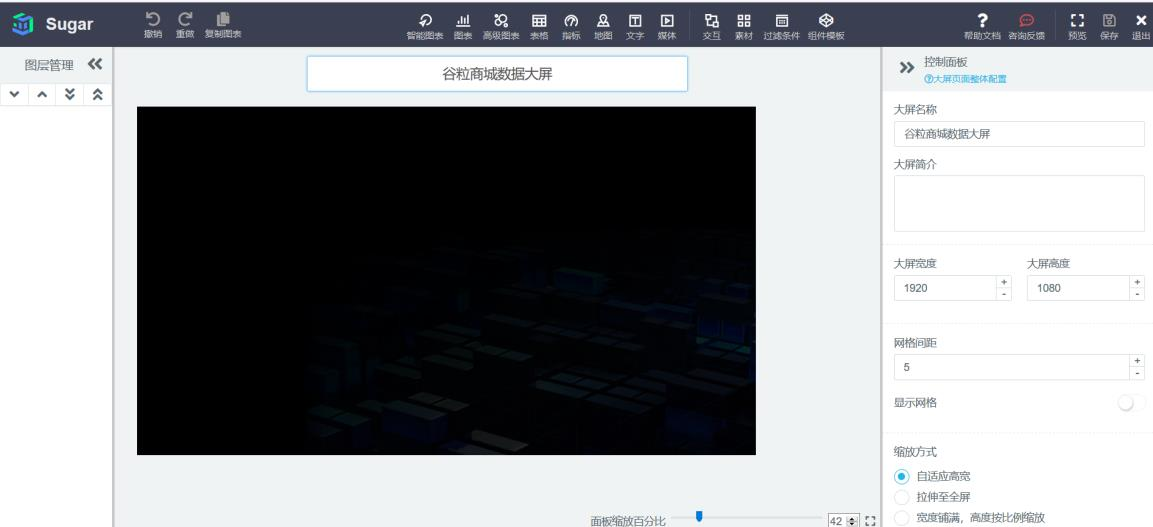 Sugar
撤销 重做 复制图表
智能图表 图表 高级图表 表格 指标 地图 文字 媒体 交互 素材 过滤条件 组件模板
帮助文档 咨询反馈 预览 保存 退出
图层管理
谷粒商城数据大屏
控制面板
大屏页面整体配置
大屏名称
谷粒商城数据大屏
大屏简介
大屏宽度 大屏高度
1920 1080
网格间距
5
显示网格
缩放方式
自适应高宽
拉伸至全屏
宽度铺满，高度按比例缩放
面板缩放百分比 42